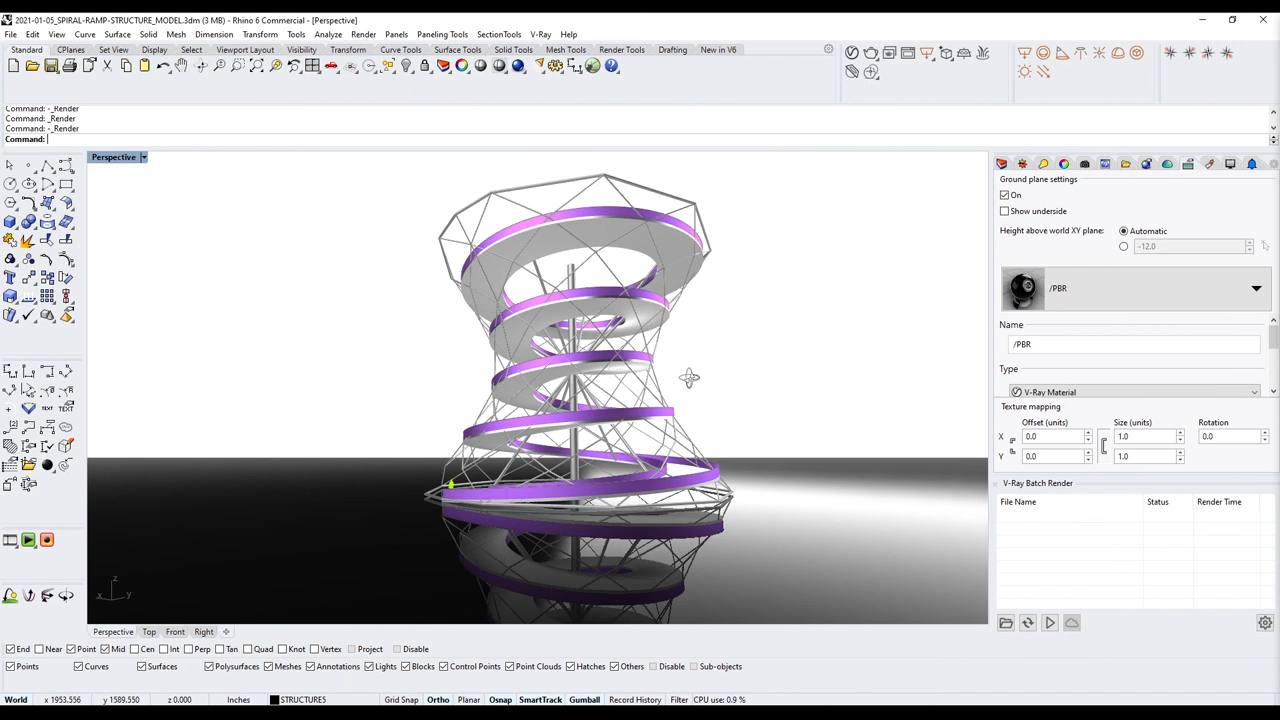 2021-01-05_SPIRAL-RAMP-STRUCTURE_MODEL.3dm (3 MB) - Rhino 6 Commercial - [Perspective]
File Edit View Curve Surface Solid Mesh Dimension Transform Tools Analyze Render Panels Paneling Tools SectionTools V-Ray Help
Standard CPlanes Set View Display Select Viewport Layout Visibility Transform Curve Tools Surface Tools Solid Tools Mesh Tools Render Tools Drafting New in V6
Command: -_Render
Command: _Render
Command: -_Render
Command:
Perspective
Ground plane settings
On
Show underside
Height above world XY plane:
Automatic
-12.0
/PBR
Name
/PBR
Type
V-Ray Material
Texture mapping
Offset (units) Size (units) Rotation
X 0.0 1.0 0.0
Y 0.0 1.0
V-Ray Batch Render
File Name Status Render Time
z
x y
Perspective Top Front Right
End Near Point Mid Cen Int Perp Tan Quad Knot Vertex Project Disable
Points Curves Surfaces Polysurfaces Meshes Annotations Lights Blocks Control Points Point Clouds Hatches Others Disable Sub-objects
World x 1953.556 y 1589.550 z 0.000 Inches STRUCTURE5 Grid Snap Ortho Planar Osnap SmartTrack Gumball Record History Filter CPU use: 0.9 %